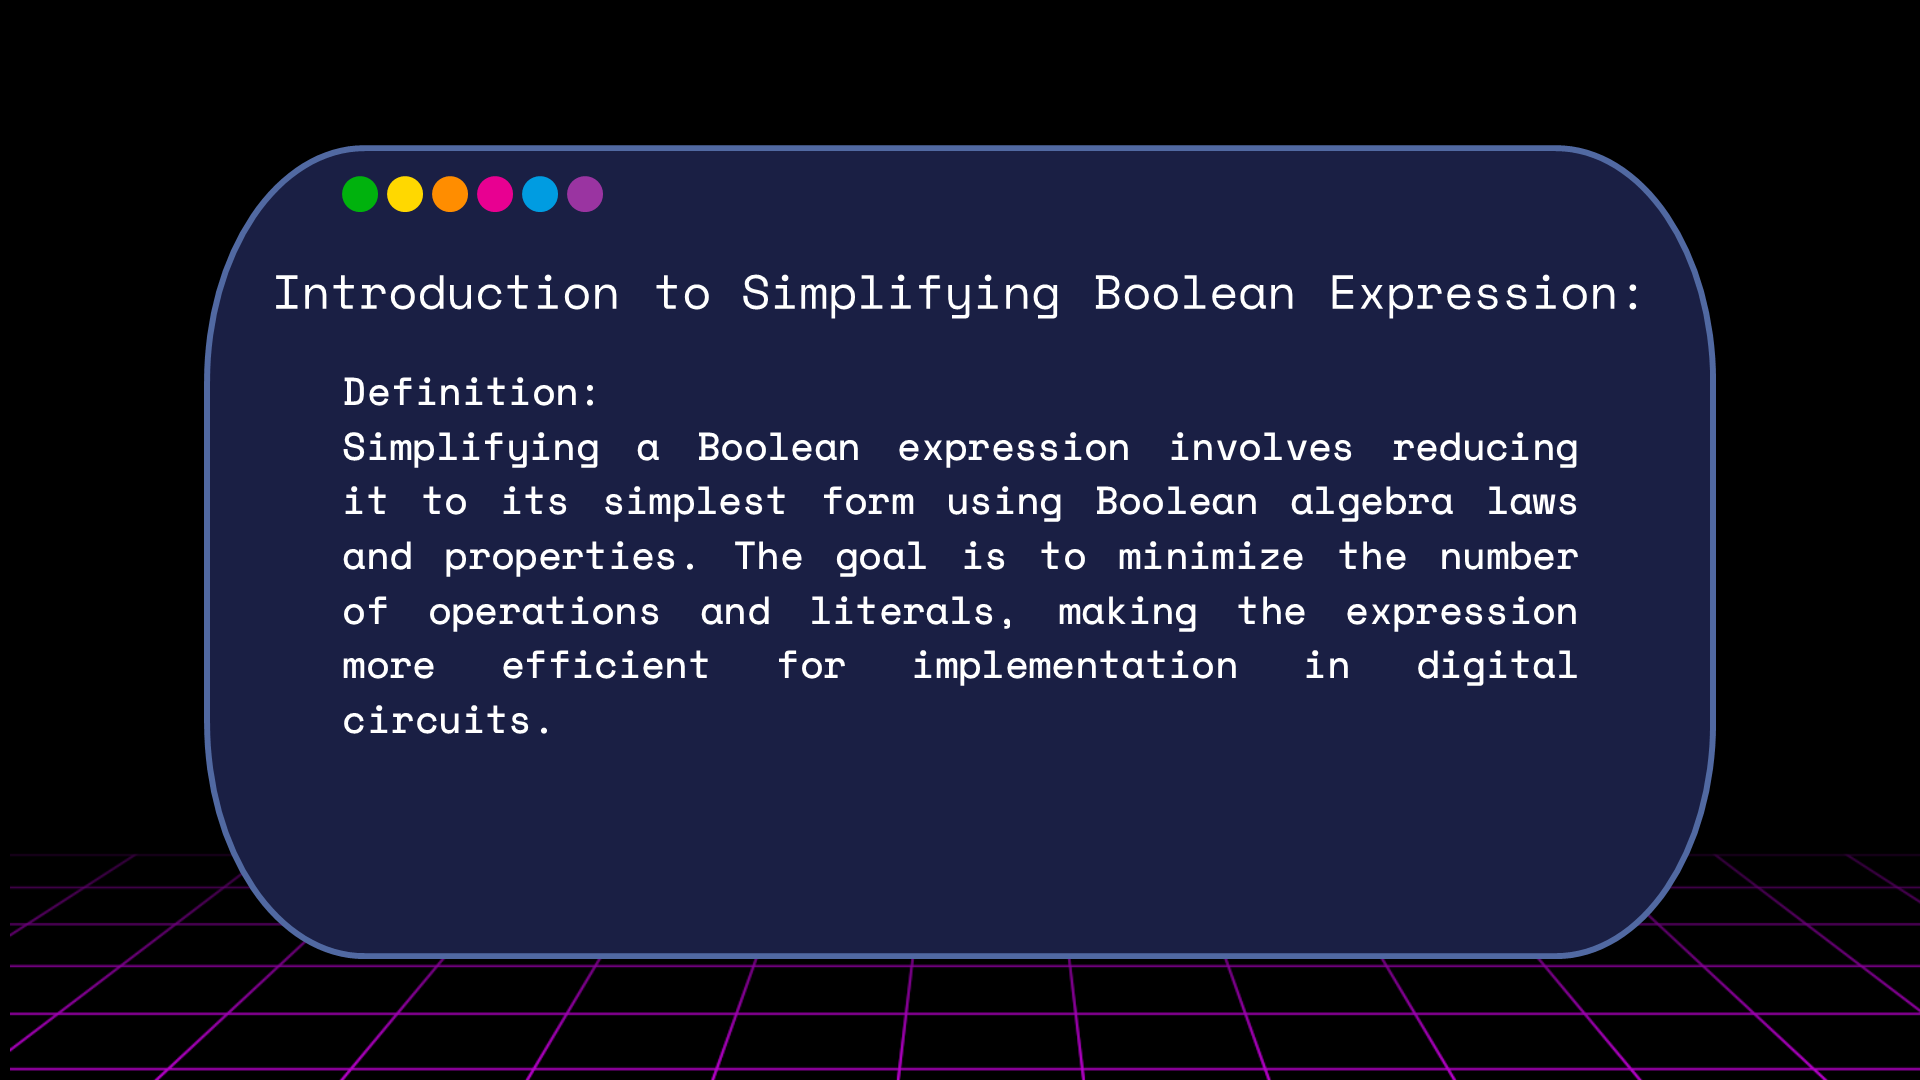 Introduction to Simplifying Boolean Expression:
Definition:
Simplifying a Boolean expression involves reducing
it to its simplest form using Boolean algebra laws
and properties. The goal is to minimize the number
of operations and literals, making the expression
more efficient for implementation in digital
circuits.